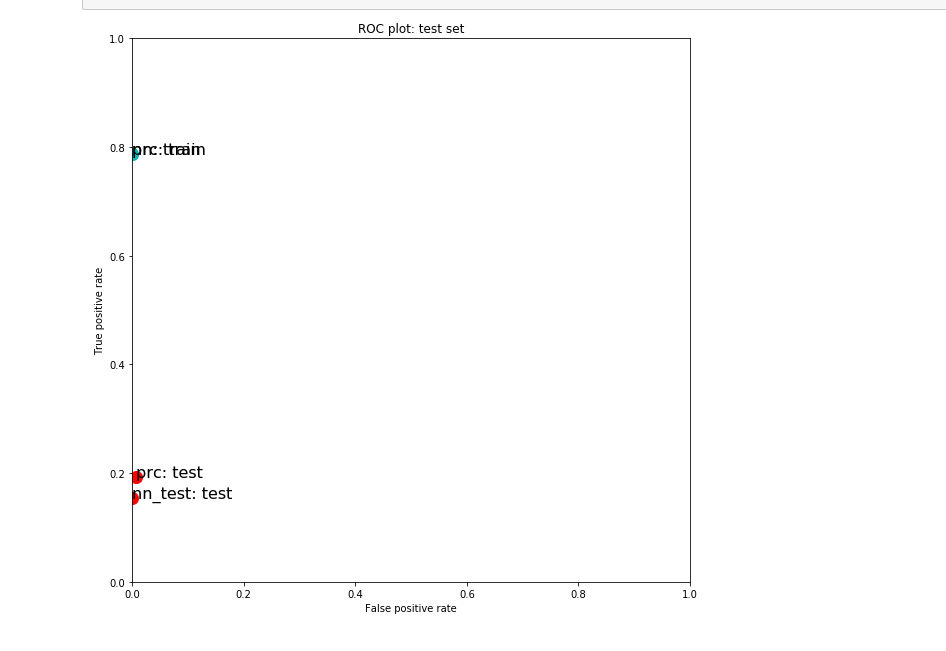 ROC plot: test set
1.0
0.8
prc: train
0.6
True positive rate
0.4
0.2
prc: test
nn_test: test
0.0
0.0 0.2 0.4 0.6 0.8 1.0
False positive rate